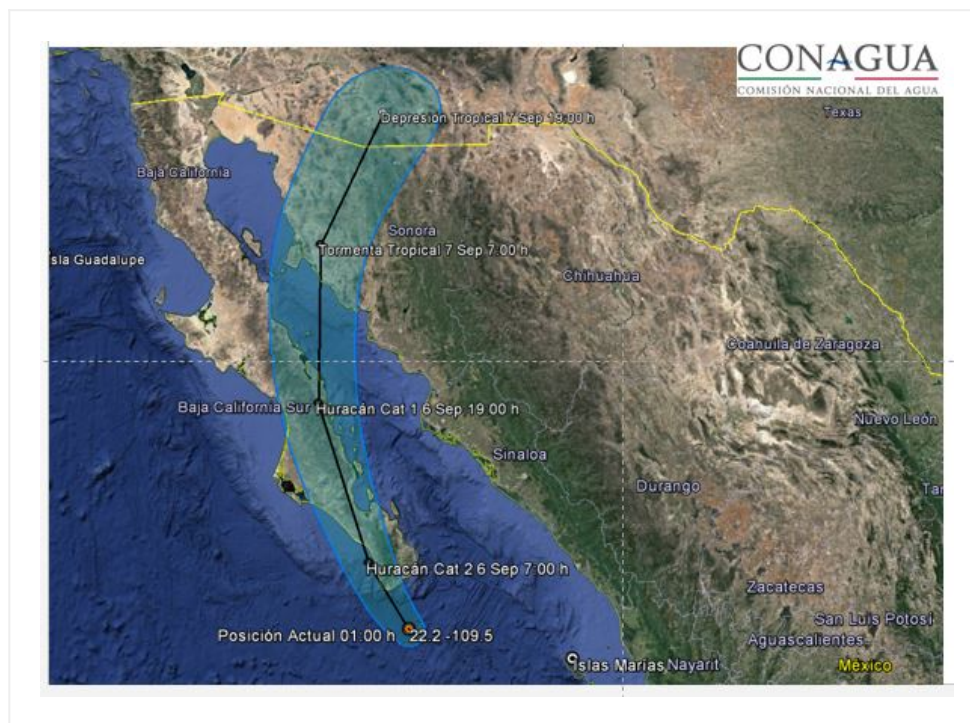 CONAGUA
COMISIÓN NACIONAL DEL AGUA
Depresión Tropical 7 Sep 19:00 h
Texas
Baja California
Sonora
Tormenta Tropical 7 Sep 7:00 h
Isla Guadalupe
Chihuahua
Coahuila de Zaragoza
Baja California Sur
Huracán Cat 1 6 Sep 19:00 h
Nuevo León
Sinaloa
Durango
Huracán Cat 2 6 Sep 7:00 h
Zacatecas
San Luis Potosí
Posición Actual 01:00 h
22.2 -109.5
Aguascalientes
Islas Marías
Nayarit
México